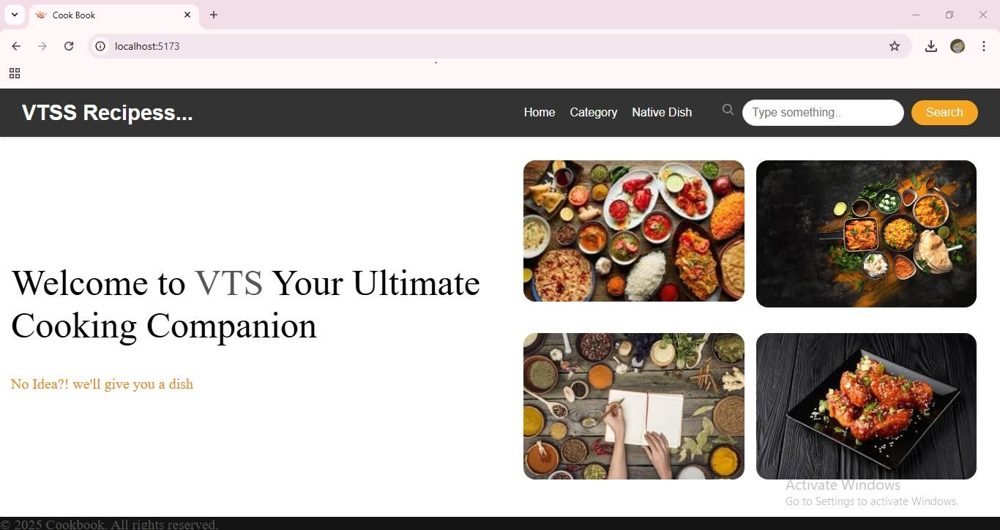 Cook Book
localhost:5173
VTSS Recipess...
Home Category Native Dish Type something.. Search
Welcome to VTS Your Ultimate
Cooking Companion
No Idea?! we'll give you a dish
Activate Windows
Go to Settings to activate Windows.
© 2025 Cookbook. All rights reserved.